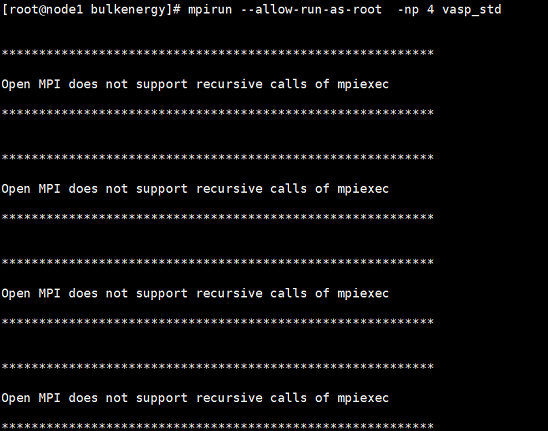 [root@node1 bulkenergy]# mpirun --allow-run-as-root  -np 4 vasp_std
**********************************************************
Open MPI does not support recursive calls of mpiexec
**********************************************************
**********************************************************
Open MPI does not support recursive calls of mpiexec
**********************************************************
**********************************************************
Open MPI does not support recursive calls of mpiexec
**********************************************************
**********************************************************
Open MPI does not support recursive calls of mpiexec
**********************************************************